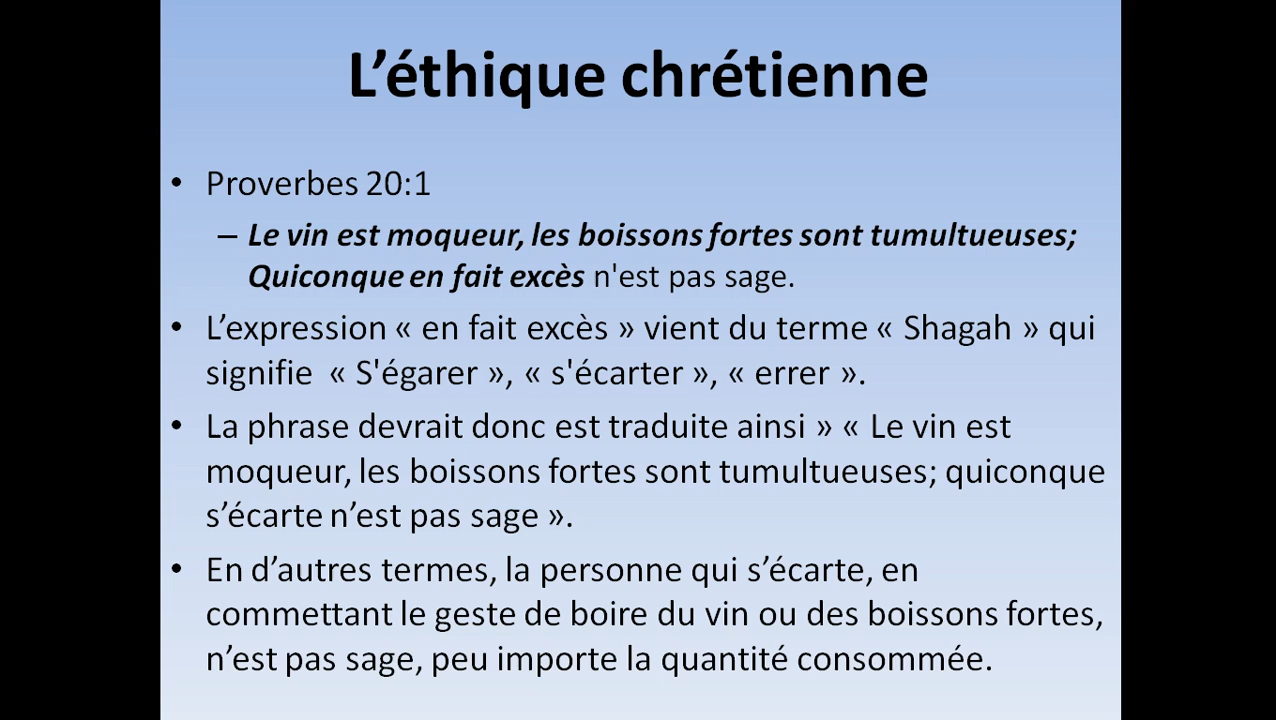 L’éthique chrétienne
• Proverbes 20:1
– Le vin est moqueur, les boissons fortes sont tumultueuses;
Quiconque en fait excès n'est pas sage.
• L’expression « en fait excès » vient du terme « Shagah » qui
signifie « S'égarer », « s'écarter », « errer ».
• La phrase devrait donc est traduite ainsi » « Le vin est
moqueur, les boissons fortes sont tumultueuses; quiconque
s’écarte n’est pas sage ».
• En d’autres termes, la personne qui s’écarte, en
commettant le geste de boire du vin ou des boissons fortes,
n’est pas sage, peu importe la quantité consommée.